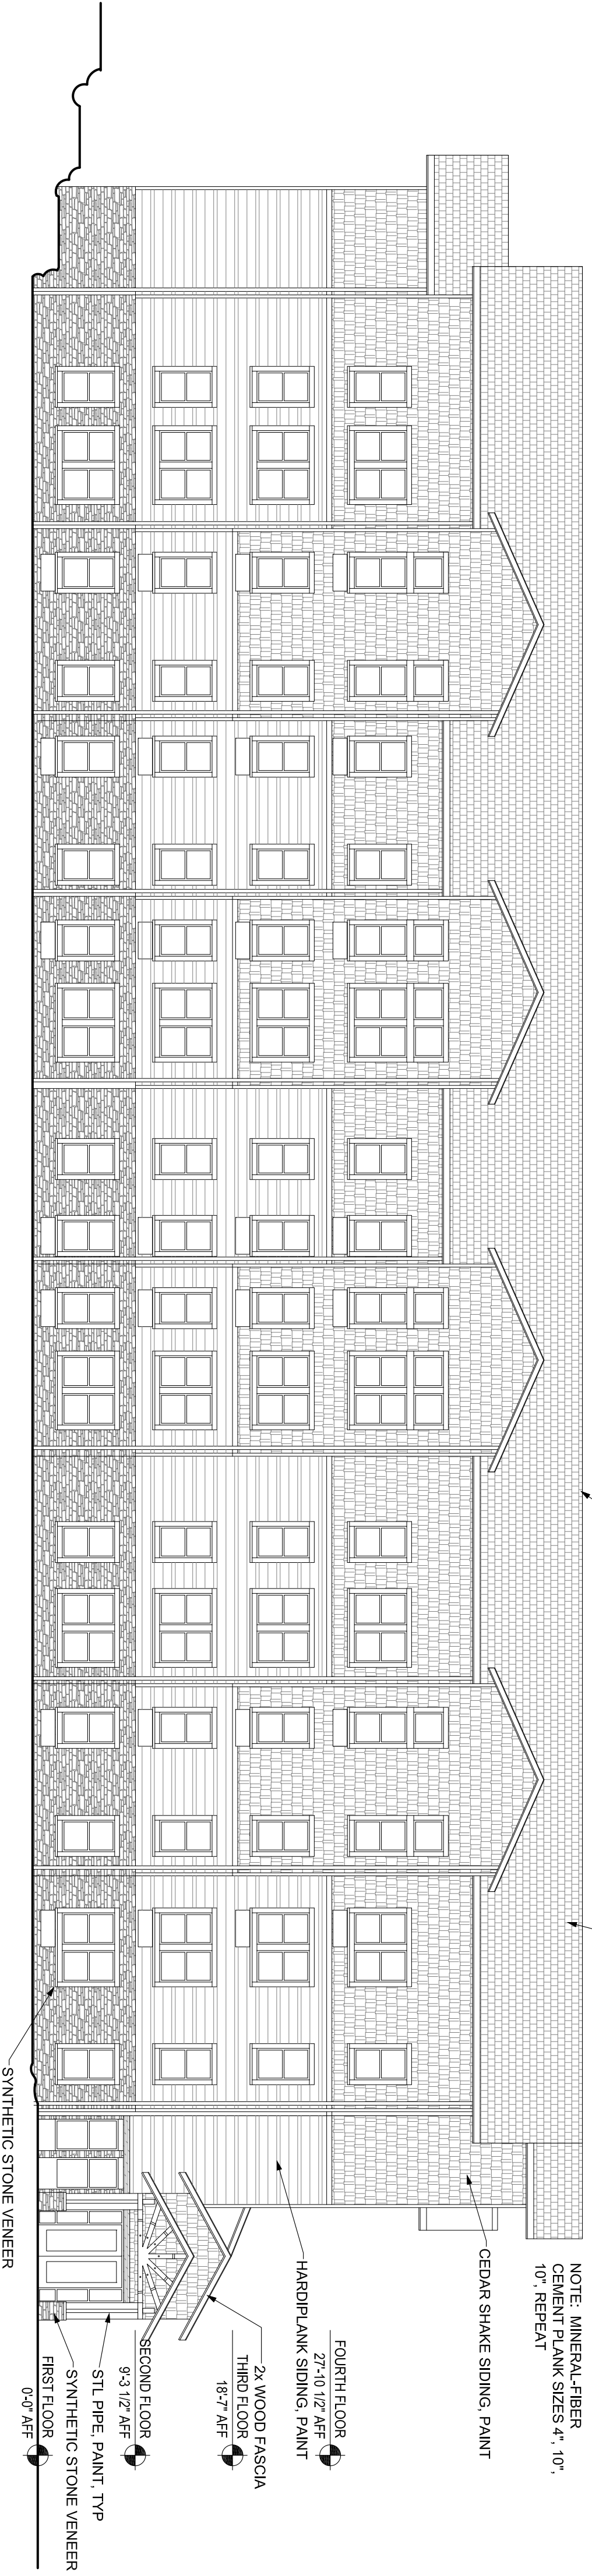 NOTE: MINERAL-FIBER
CEMENT PLANK SIZES 4", 10",
10", REPEAT
CEDAR SHAKE SIDING, PAINT
HARDIPLANK SIDING, PAINT
FOURTH FLOOR
27'-10 1/2" AFF
2x WOOD FASCIA
THIRD FLOOR
18'-7" AFF
SECOND FLOOR
9'-3 1/2" AFF
STL PIPE, PAINT, TYP
SYNTHETIC STONE VENEER
FIRST FLOOR
0'-0" AFF
SYNTHETIC STONE VENEER